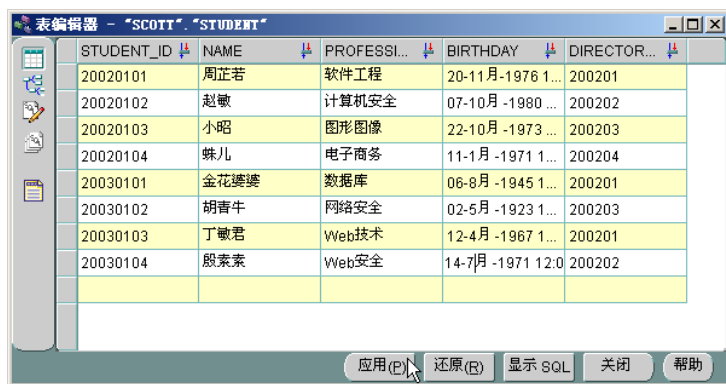 表编辑器 - "SCOTT"."STUDENT"
STUDENT_ID NAME PROFESSI... BIRTHDAY DIRECTOR...
20020101 周芷若 软件工程 20-11月-1976 1... 200201
20020102 赵敏 计算机安全 07-10月 -1980 ... 200202
20020103 小昭 图形图像 22-10月 -1973 ... 200203
20020104 蛛儿 电子商务 11-1月 -1971 1... 200204
20030101 金花婆婆 数据库 06-8月 -1945 1... 200201
20030102 胡青牛 网络安全 02-5月 -1923 1... 200203
20030103 丁敏君 Web技术 12-4月 -1967 1... 200201
20030104 殷素素 Web安全 14-7月 -1971 12:0 200202
应用(P) 还原(R) 显示 SQL 关闭 帮助